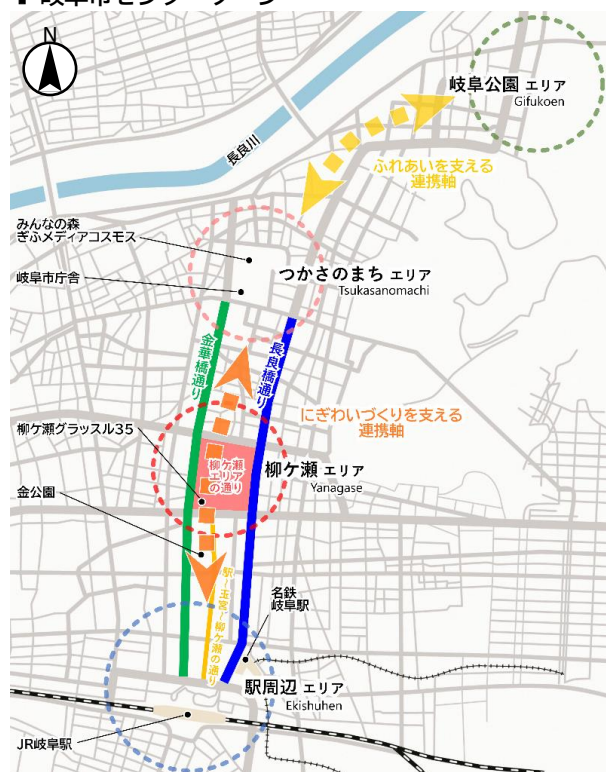 N
岐阜公園 エリア
Gifukoen
長良川
ふれあいを支える
連携軸
みんなの森
ぎふメディアコスモス
岐阜市庁舎
つかさのまち エリア
Tsukasanomachi
金華橋通り
長良橋通り
にぎわいづくりを支える
連携軸
柳ケ瀬グラッスル35
柳ケ瀬
エリア
の通り
柳ケ瀬 エリア
Yanagase
金公園
駅ー玉宮ー柳ケ瀬の通り
名鉄
岐阜駅
駅周辺 エリア
Ekishuhen
JR岐阜駅